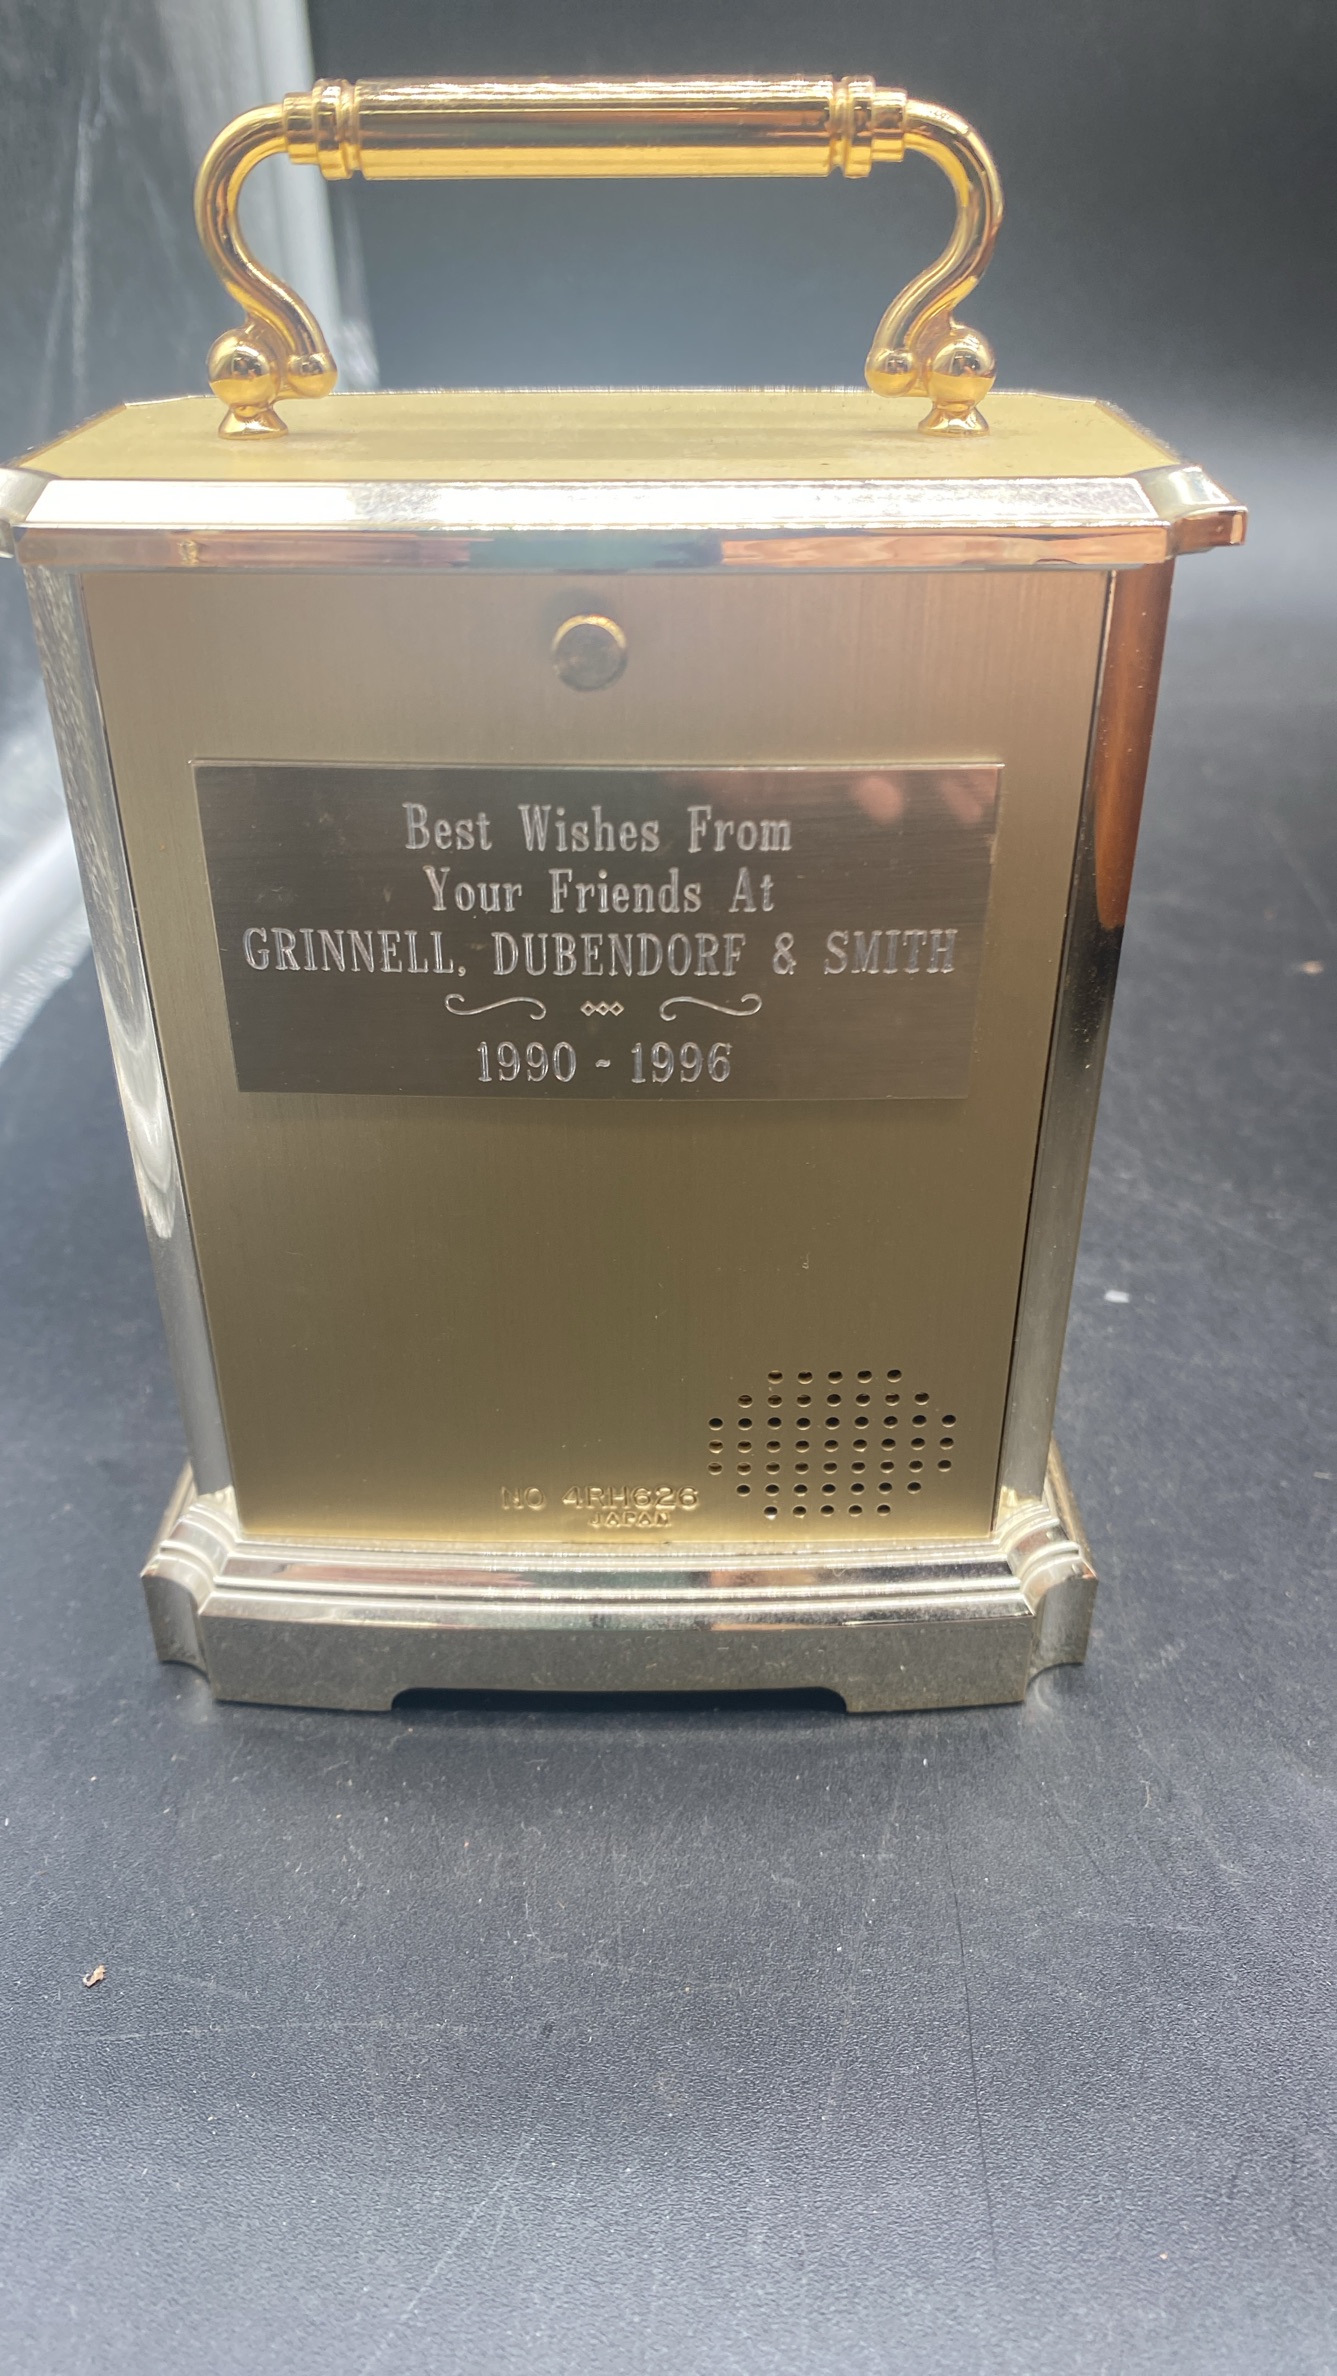 Best Wishes From
Your Friends At
GRINNELL, DUBENDORF & SMITH
1990 - 1996
NO 4RH626
JAPAN